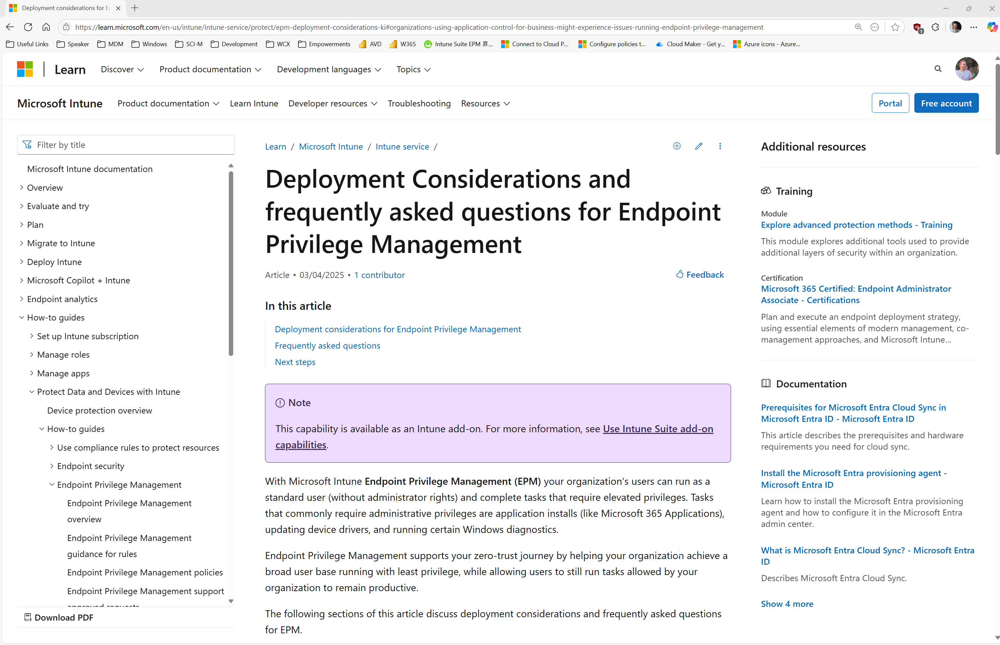 Deployment considerations for En
https://learn.microsoft.com/en-us/intune/intune-service/protect/epm-deployment-considerations-ki#organizations-using-application-control-for-business-might-experience-issues-running-endpoint-privilege-management
1
Useful Links
Speaker
MDM
Windows
SCI-M
Development
WCX
Empowerments
AVD
W365
Intune Suite EPM 昇...
Connect to Cloud P...
Configure policies t...
Cloud Maker - Get y...
Azure icons - Azure...
Learn
Discover
Product documentation
Development languages
Topics
Microsoft Intune
Product documentation
Learn Intune
Developer resources
Troubleshooting
Resources
Portal
Free account
Filter by title
Microsoft Intune documentation
Overview
Evaluate and try
Plan
Migrate to Intune
Deploy Intune
Microsoft Copilot + Intune
Endpoint analytics
How-to guides
Set up Intune subscription
Manage roles
Manage apps
Protect Data and Devices with Intune
Device protection overview
How-to guides
Use compliance rules to protect resources
Endpoint security
Endpoint Privilege Management
Endpoint Privilege Management
overview
Endpoint Privilege Management
guidance for rules
Endpoint Privilege Management policies
Endpoint Privilege Management support
approved requests
Download PDF
Learn / Microsoft Intune / Intune service /
Deployment Considerations and
frequently asked questions for Endpoint
Privilege Management
Article • 03/04/2025 • 1 contributor
Feedback
In this article
Deployment considerations for Endpoint Privilege Management
Frequently asked questions
Next steps
Note
This capability is available as an Intune add-on. For more information, see Use Intune Suite add-on
capabilities.
With Microsoft Intune Endpoint Privilege Management (EPM) your organization’s users can run as a
standard user (without administrator rights) and complete tasks that require elevated privileges. Tasks
that commonly require administrative privileges are application installs (like Microsoft 365 Applications),
updating device drivers, and running certain Windows diagnostics.
Endpoint Privilege Management supports your zero-trust journey by helping your organization achieve a
broad user base running with least privilege, while allowing users to still run tasks allowed by your
organization to remain productive.
The following sections of this article discuss deployment considerations and frequently asked questions
for EPM.
Additional resources
Training
Module
Explore advanced protection methods - Training
This module explores additional tools used to provide
additional layers of security within an organization.
Certification
Microsoft 365 Certified: Endpoint Administrator
Associate - Certifications
Plan and execute an endpoint deployment strategy,
using essential elements of modern management, co-
management approaches, and Microsoft Intune...
Documentation
Prerequisites for Microsoft Entra Cloud Sync in
Microsoft Entra ID - Microsoft Entra ID
This article describes the prerequisites and hardware
requirements you need for cloud sync.
Install the Microsoft Entra provisioning agent -
Microsoft Entra ID
Learn how to install the Microsoft Entra provisioning
agent and how to configure it in the Microsoft Entra
admin center.
What is Microsoft Entra Cloud Sync? - Microsoft Entra
ID
Describes Microsoft Entra Cloud Sync.
Show 4 more